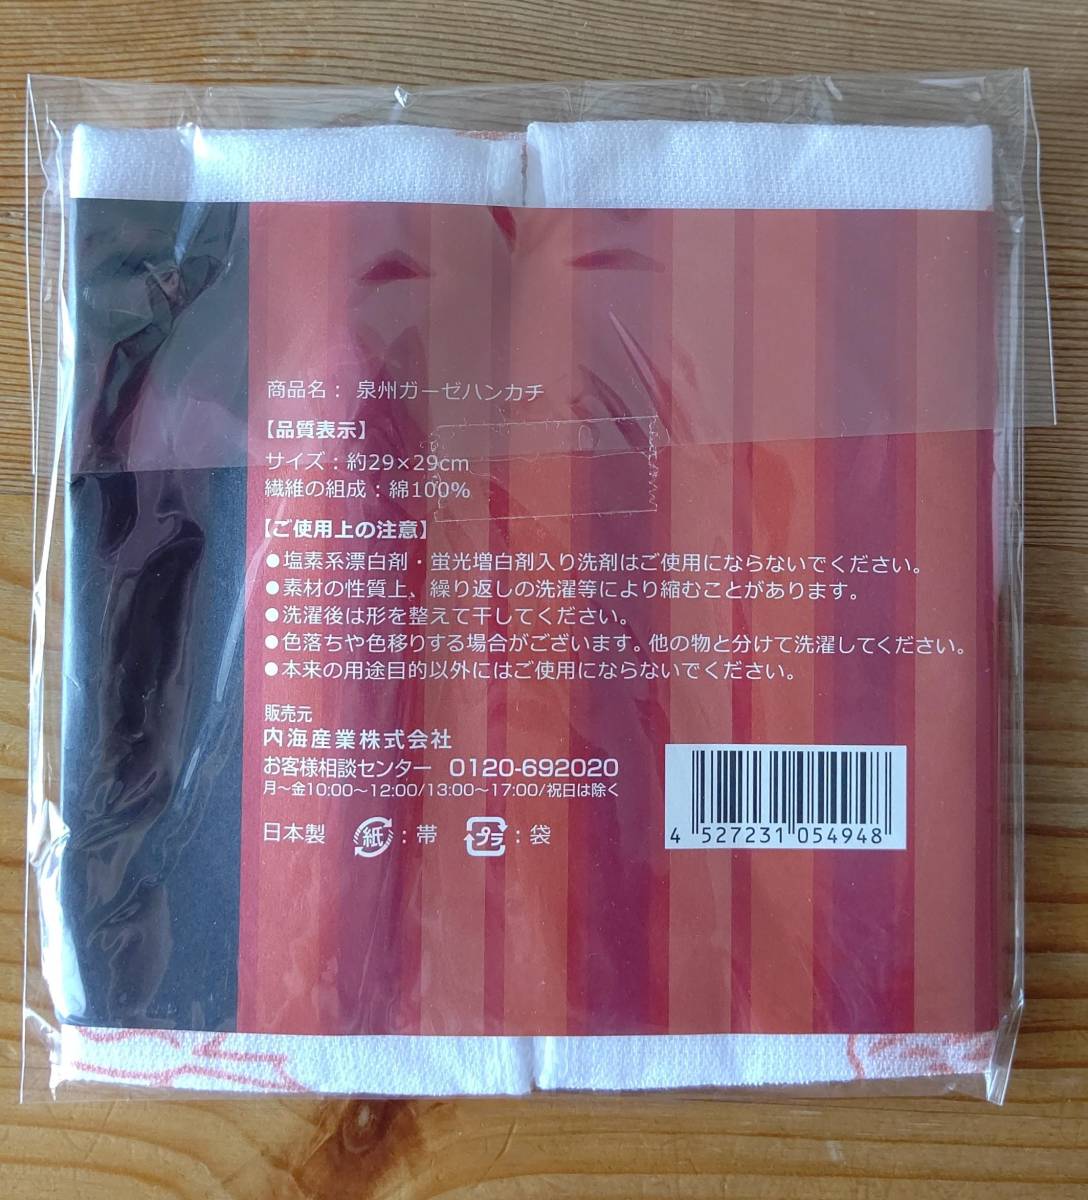 商品名： 泉州ガーゼハンカチ
【品質表示】
サイズ：約29×29cm
繊維の組成：綿100%
【ご使用上の注意】
●塩素系漂白剤・蛍光増白剤入り洗剤はご使用にならないでください。
●素材の性質上、繰り返しの洗濯等により縮むことがあります。
●洗濯後は形を整えて干してください。
●色落ちや色移りする場合がございます。他の物と分けて洗濯してください。
●本来の用途目的以外にはご使用にならないでください。
販売元
内海産業株式会社
お客様相談センター 0120-692020
月～金10:00～12:00/13:00～17:00/祝日は除く
日本製 紙：帯 プラ：袋
4 527231 054948